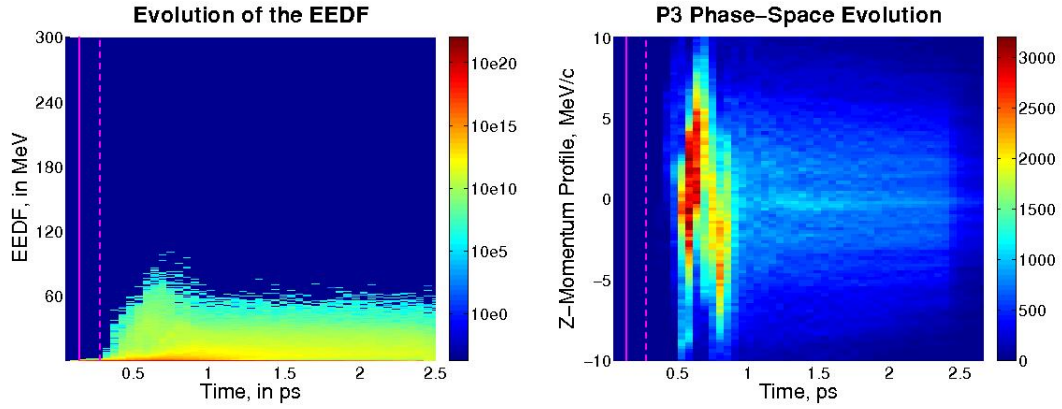 Evolution of the EEDF
EEDF, in MeV
300
240
180
120
60
0.5
1
1.5
2
2.5
Time, in ps
10e20
10e15
10e10
10e5
10e0
P3 Phase-Space Evolution
Z-Momentum Profile, MeV/c
10
5
0
-5
-10
0.5
1
1.5
2
2.5
Time, ps
3000
2500
2000
1500
1000
500
0